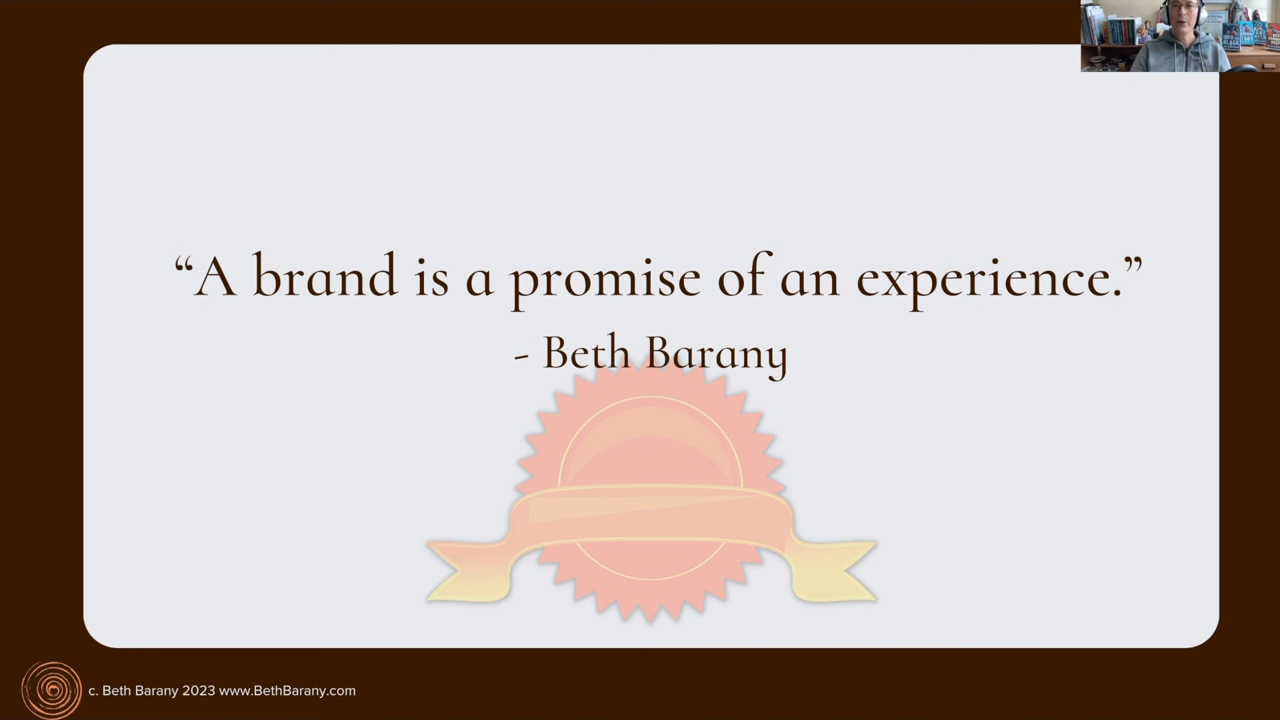 “A brand is a promise of an experience.”
- Beth Barany
c. Beth Barany 2023 www.BethBarany.com